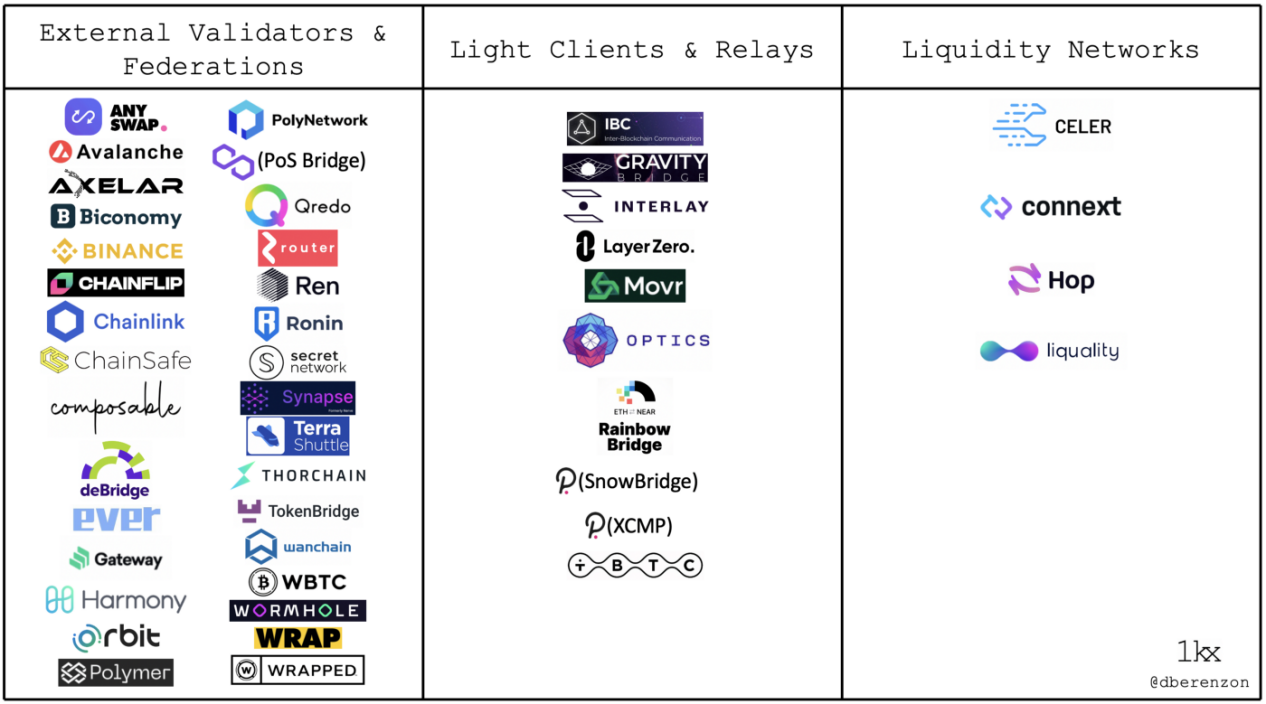 External Validators &
Federations
ANY
SWAP.
Avalanche
AXELAR
Biconomy
BINANCE
CHAINFLIP
Chainlink
ChainSafe
composable
deBridge
ever
Gateway
Harmony
Orbit
Polymer
PolyNetwork
(PoS Bridge)
Qredo
router
Ren
Ronin
secret
network
Synapse
Terra
Shuttle
THORCHAIN
TokenBridge
wanchain
WBTC
WORMHOLE
WRAP
WRAPPED
Light Clients & Relays
IBC
Inter-Blockchain Communication
GRAVITY
BRIDGE
INTERLAY
LayerZero.
Movr
OPTICS
ETH ⇄ NEAR
Rainbow
Bridge
(SnowBridge)
(XCMP)
TBTC
Liquidity Networks
CELER
connext
Hop
liquality
1kx
@dberenzon